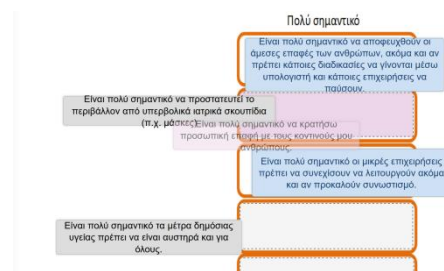 Πολύ σημαντικό
Είναι πολύ σημαντικό να αποφευχθούν οι
άμεσες επαφές των ανθρώπων, ακόμα και αν
πρέπει κάποιες διαδικασίες να γίνονται μέσω
υπολογιστή και κάποιες επιχειρήσεις να
παύσουν.
Είναι πολύ σημαντικό να προστατευτεί το
περιβάλλον από υπερβολικά ιατρικά σκουπίδια
(π.χ. μάσκες)
Είναι πολύ σημαντικό να κρατήσω
προσωπική επαφή με τους κοντινούς μου
ανθρώπους.
Είναι πολύ σημαντικό οι μικρές επιχειρήσεις
πρέπει να συνεχίσουν να λειτουργούν ακόμα
και αν προκαλούν συνωστισμό.
Είναι πολύ σημαντικό τα μέτρα δημόσιας
υγείας πρέπει να είναι αυστηρά και για
όλους.